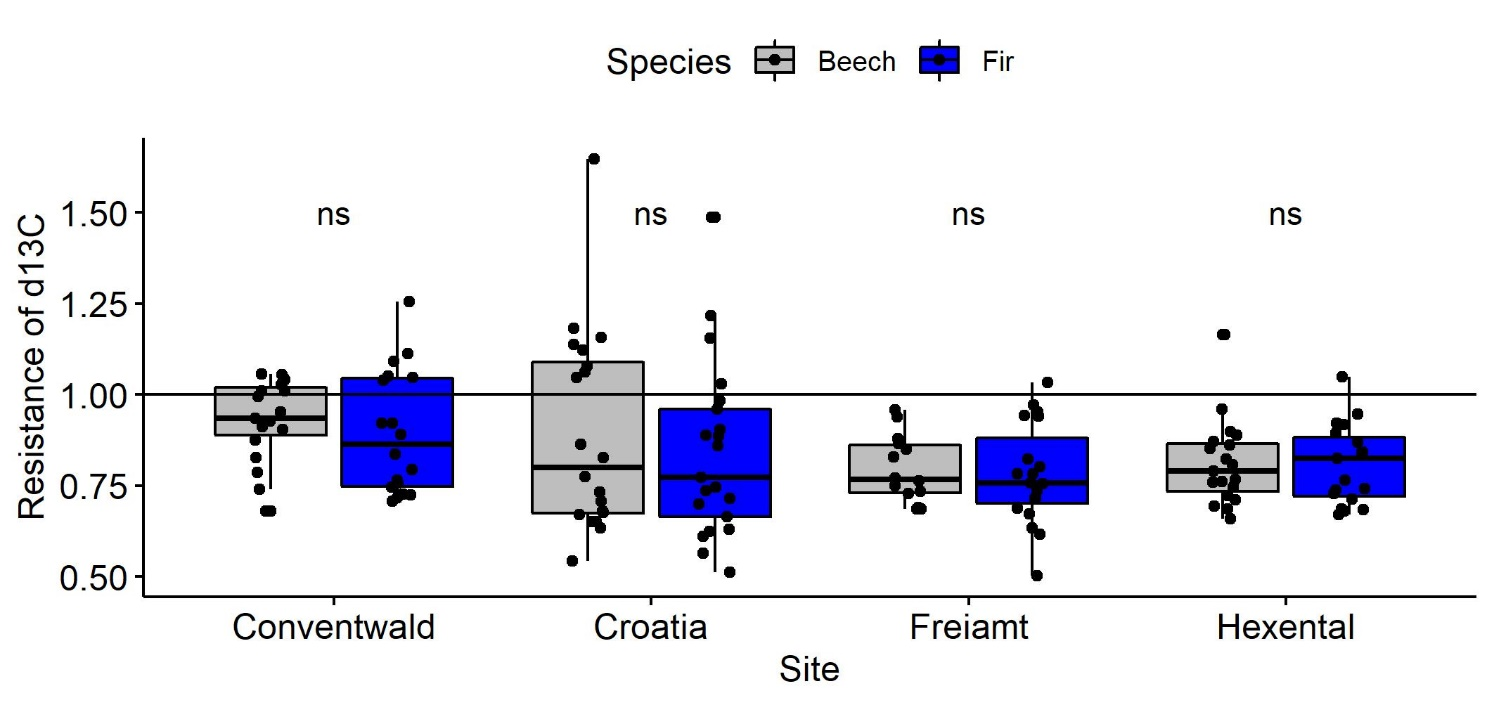 Species Beech Fir
Resistance of d13C
1.50
1.25
1.00
0.75
0.50
ns ns ns ns
Conventwald Croatia Freiamt Hexental
Site